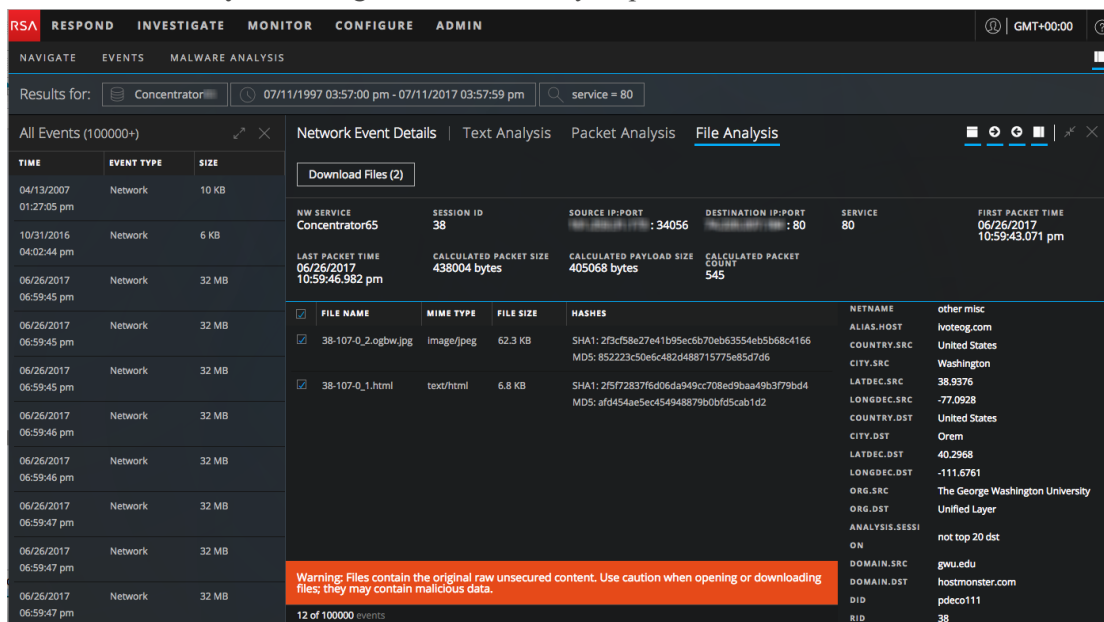 RSA RESPOND INVESTIGATE MONITOR CONFIGURE ADMIN GMT+00:00
NAVIGATE EVENTS MALWARE ANALYSIS
Results for: Concentrator 07/11/1997 03:57:00 pm - 07/11/2017 03:57:59 pm service = 80
All Events (100000+)
TIME EVENT TYPE SIZE
04/13/2007 Network 10 KB
01:27:05 pm
10/31/2016 Network 6 KB
04:02:44 pm
06/26/2017 Network 32 MB
06:59:45 pm
06/26/2017 Network 32 MB
06:59:45 pm
06/26/2017 Network 32 MB
06:59:45 pm
06/26/2017 Network 32 MB
06:59:46 pm
06/26/2017 Network 32 MB
06:59:46 pm
06/26/2017 Network 32 MB
06:59:47 pm
06/26/2017 Network 32 MB
06:59:47 pm
06/26/2017 Network 32 MB
06:59:47 pm
Network Event Details | Text Analysis Packet Analysis File Analysis
Download Files (2)
NW SERVICE SESSION ID SOURCE IP:PORT DESTINATION IP:PORT SERVICE FIRST PACKET TIME
Concentrator65 38 : 34056 : 80 80 06/26/2017
10:59:43.071 pm
LAST PACKET TIME CALCULATED PACKET SIZE CALCULATED PAYLOAD SIZE CALCULATED PACKET COUNT
06/26/2017 438004 bytes 405068 bytes 545
10:59:46.982 pm
FILE NAME MIME TYPE FILE SIZE HASHES
38-107-0_2.ogbw.jpg image/jpeg 62.3 KB SHA1: 2f3cf58e27e41b95ec6b70eb63554eb5b68c4166
MD5: 852223c50e6c482d488715775e85d7d6
38-107-0_1.html text/html 6.8 KB SHA1: 2f5f72837f6d06da949cc708ed9baa49b3f79bd4
MD5: afd454ae5ec454948879b0bfd5cab1d2
Warning: Files contain the original raw unsecured content. Use caution when opening or downloading
files; they may contain malicious data.
12 of 100000 events
NETNAME other misc
ALIAS.HOST ivoteog.com
COUNTRY.SRC United States
CITY.SRC Washington
LATDEC.SRC 38.9376
LONGDEC.SRC -77.0928
COUNTRY.DST United States
CITY.DST Orem
LATDEC.DST 40.2968
LONGDEC.DST -111.6761
ORG.SRC The George Washington University
ORG.DST Unified Layer
ANALYSIS.SESSI
ON not top 20 dst
DOMAIN.SRC gwu.edu
DOMAIN.DST hostmonster.com
DID pdeco111
RID 38